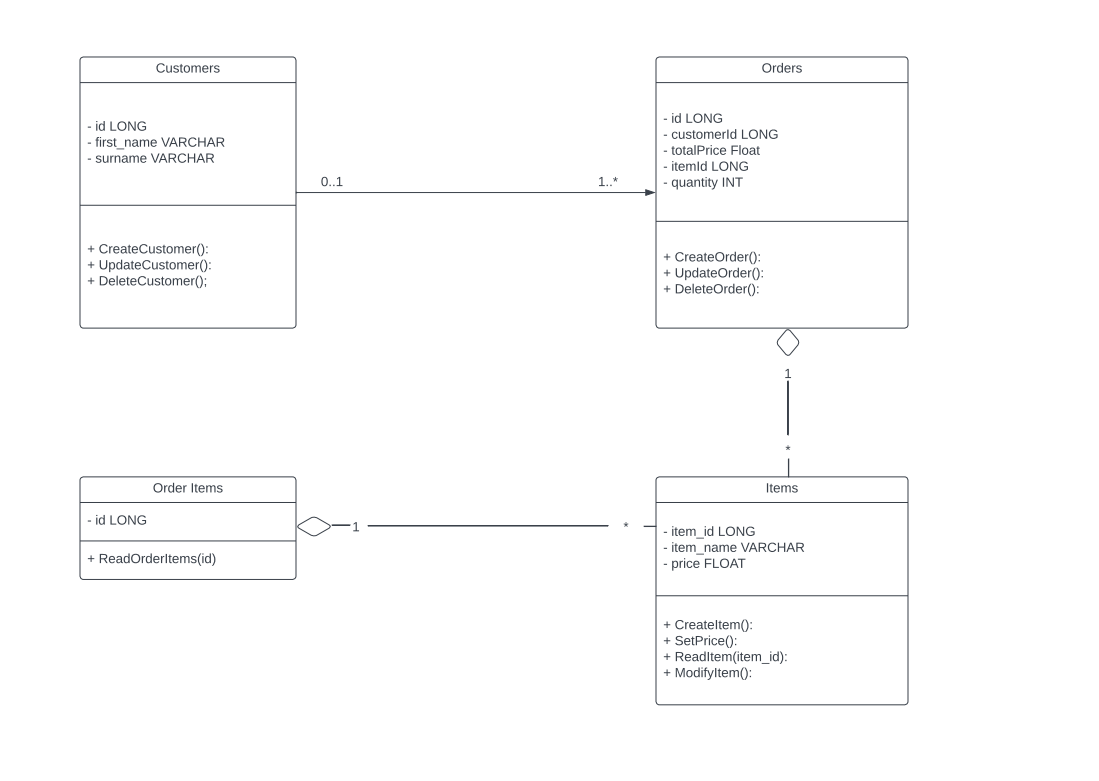 Customers
- id LONG
- first_name VARCHAR
- surname VARCHAR
+ CreateCustomer():
+ UpdateCustomer():
+ DeleteCustomer();
0..1
1..*
Orders
- id LONG
- customerId LONG
- totalPrice Float
- itemId LONG
- quantity INT
+ CreateOrder():
+ UpdateOrder():
+ DeleteOrder():
1
*
Order Items
- id LONG
+ ReadOrderItems(id)
1
*
Items
- item_id LONG
- item_name VARCHAR
- price FLOAT
+ CreateItem():
+ SetPrice():
+ ReadItem(item_id):
+ ModifyItem():